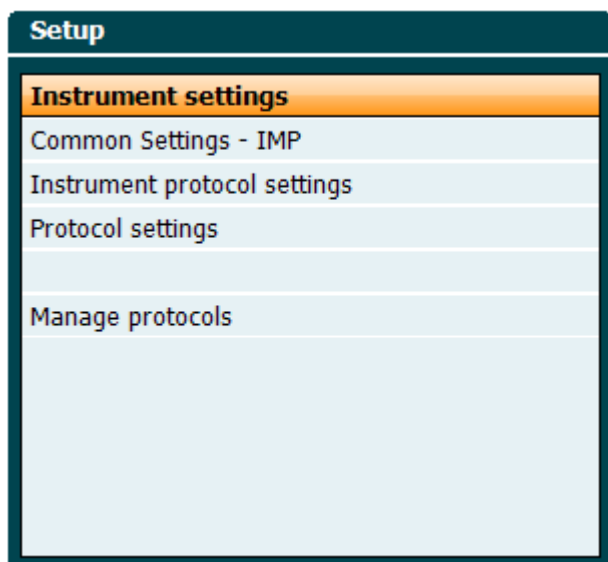 Setup
Instrument settings
Common Settings - IMP
Instrument protocol settings
Protocol settings
Manage protocols